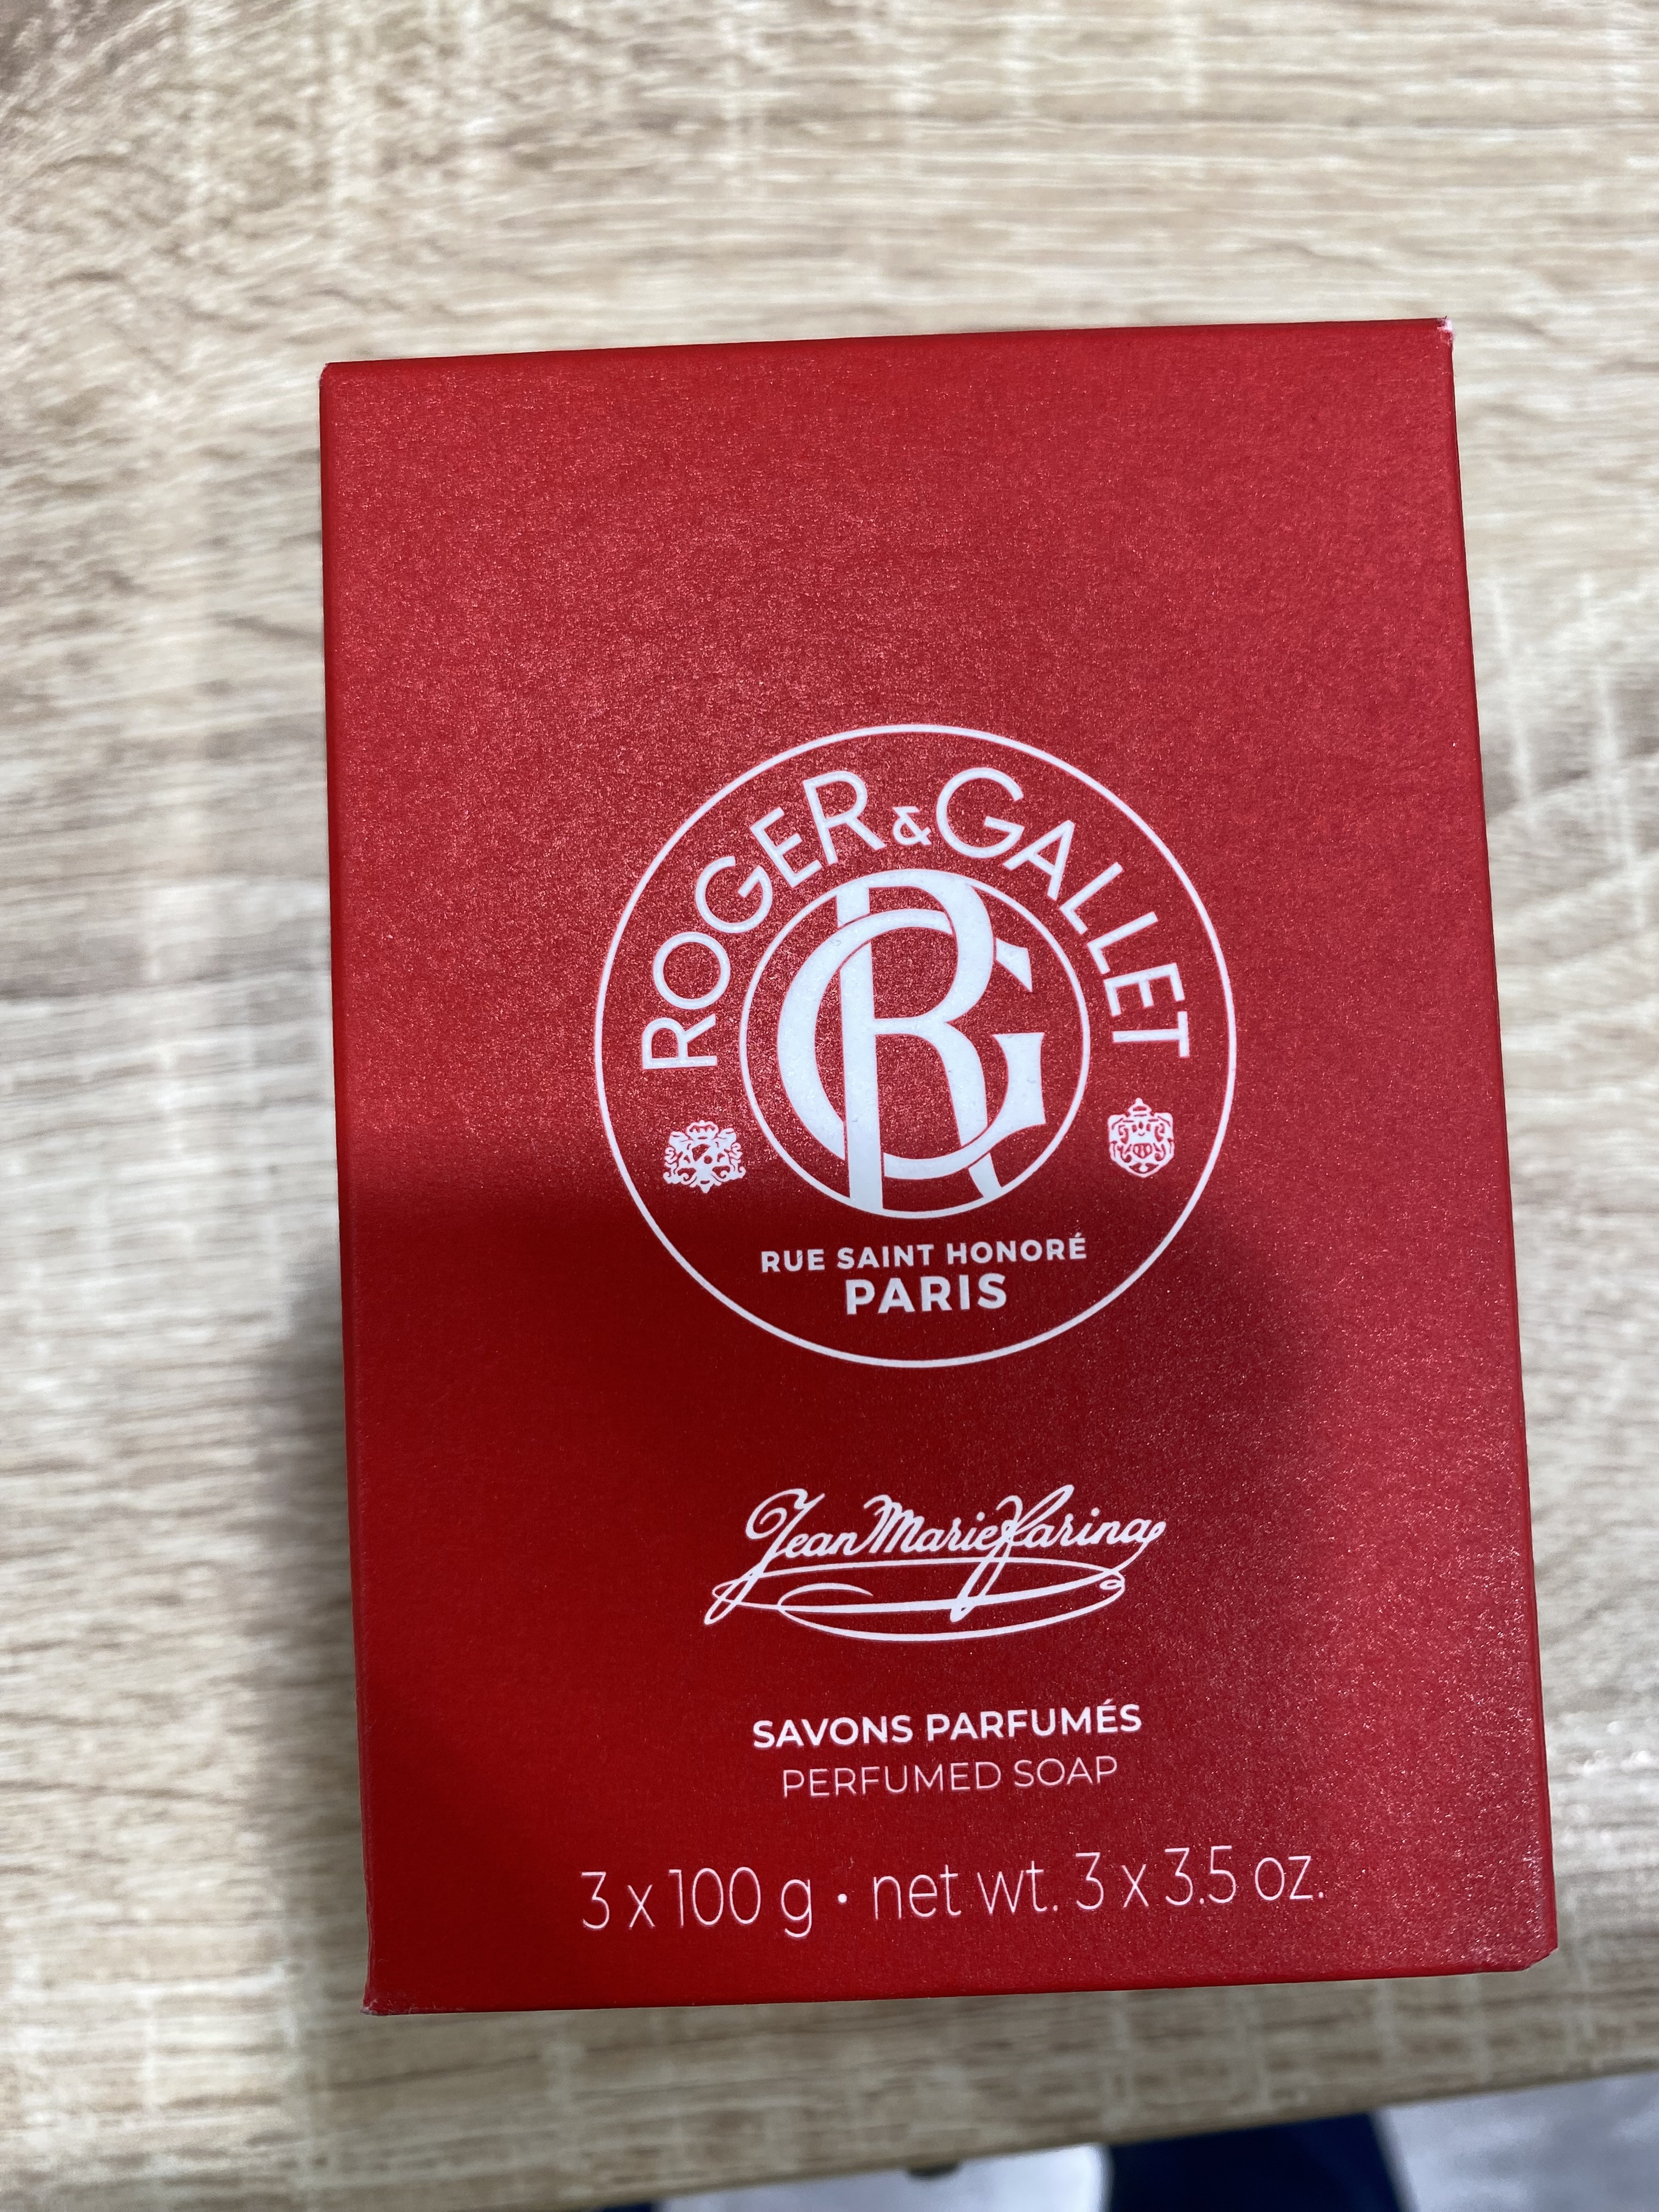 ROGER & GALLET
RG
RUE SAINT HONORÉ
PARIS
Jean Marie Farina
SAVONS PARFUMÉS
PERFUMED SOAP
3 x 100 g • net wt. 3 x 3.5 oz.